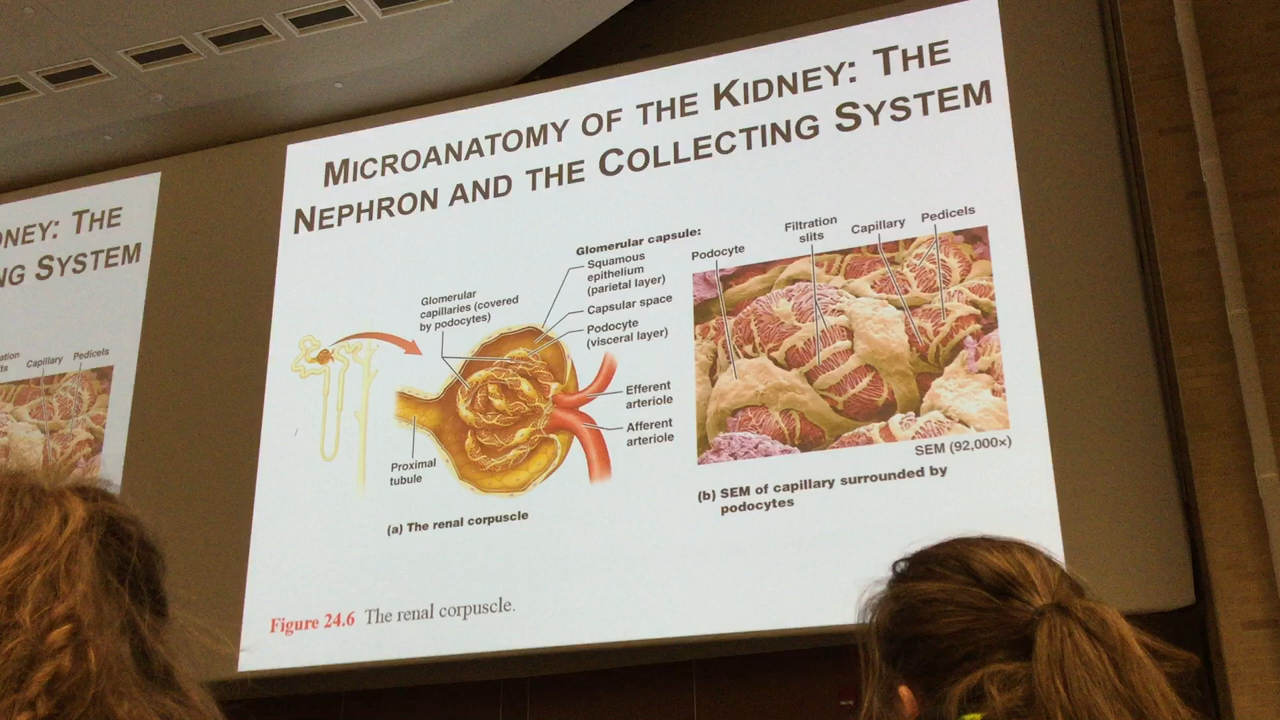 MICROANATOMY OF THE KIDNEY: THE
NEPHRON AND THE COLLECTING SYSTEM
Glomerular capsule:
Squamous
epithelium
(parietal layer)
Capsular space
Podocyte
(visceral layer)
Glomerular
capillaries (covered
by podocytes)
Efferent
arteriole
Afferent
arteriole
Proximal
tubule
(a) The renal corpuscle
Podocyte
Filtration
slits
Capillary
Pedicels
SEM (92,000×)
(b) SEM of capillary surrounded by
podocytes
Figure 24.6 The renal corpuscle.
NEY: THE
NG SYSTEM
ation
ts
Capillary
Pedicels